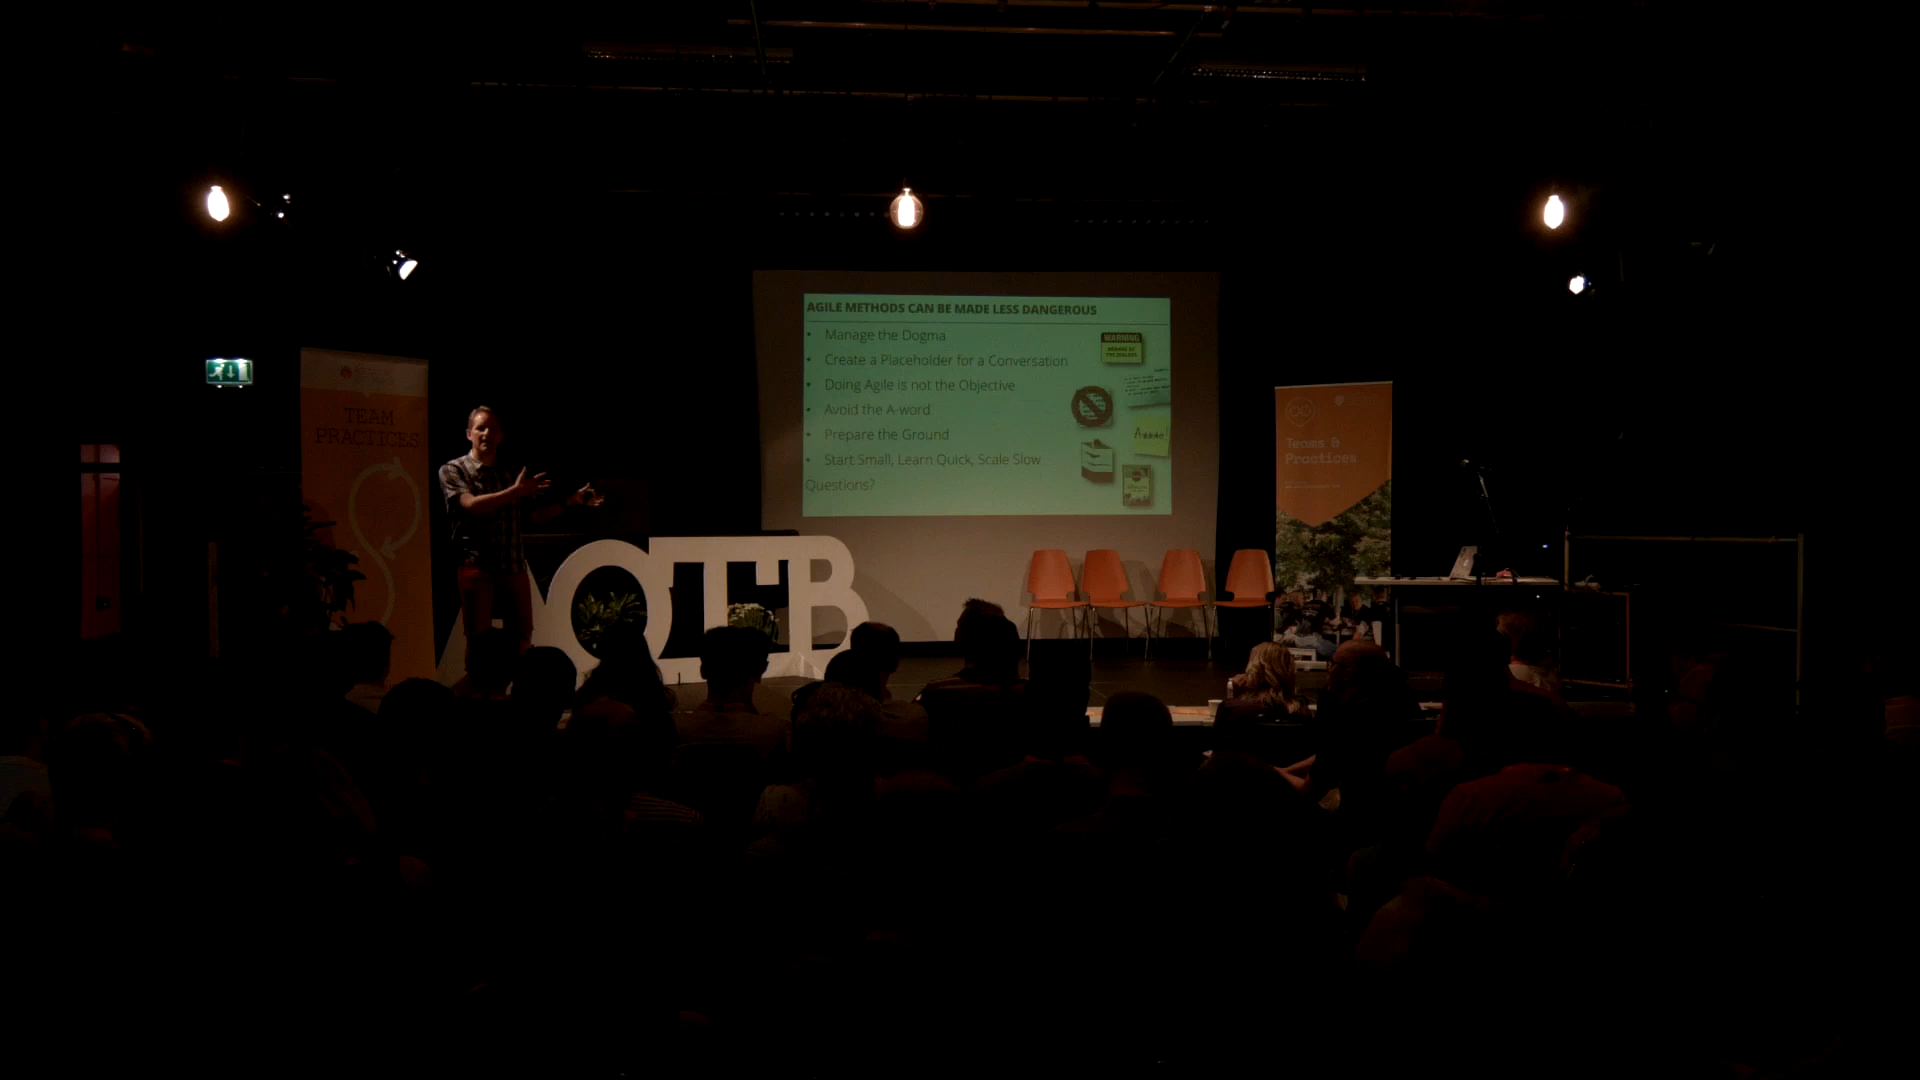 AGILE METHODS CAN BE MADE LESS DANGEROUS
• Manage the Dogma
• Create a Placeholder for a Conversation
• Doing Agile is not the Objective
• Avoid the A-word
• Prepare the Ground
• Start Small, Learn Quick, Scale Slow
Questions?
WARNING
TEAM
PRACTICES
Teams &
Practices
AOTB